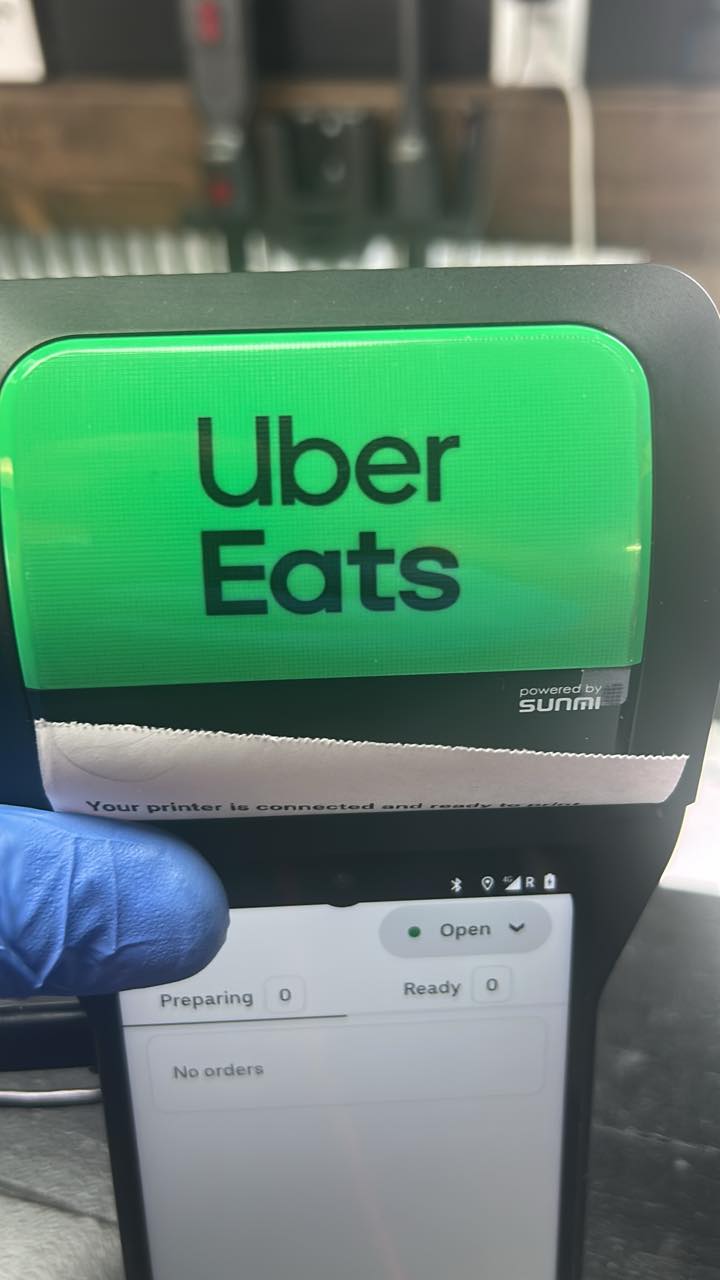 Uber
Eats
powered by
sunmi
Your printer is connected and ready to print
4G R
Open
Preparing 0
Ready 0
No orders